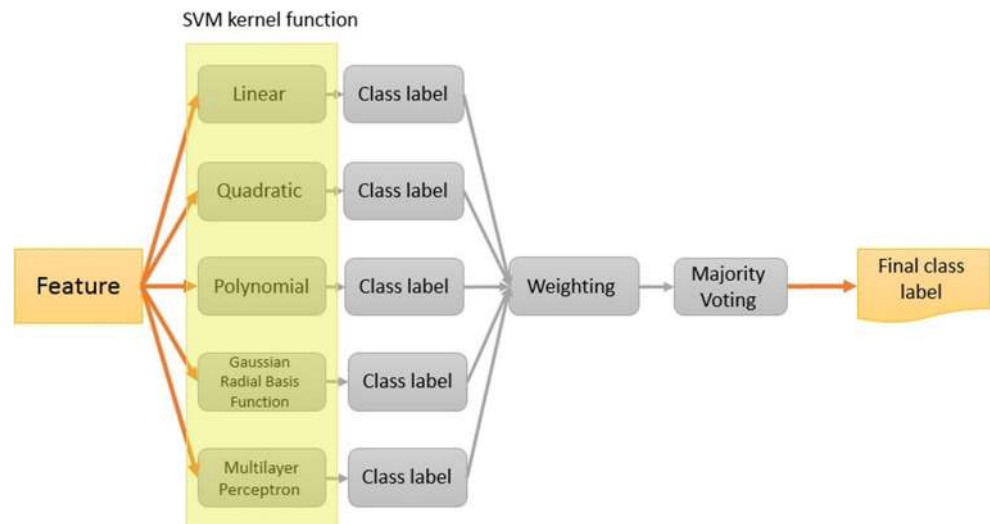 SVM kernel function
Linear
Class label
Quadratic
Class label
Feature
Polynomial
Class label
Weighting
Majority
Voting
Final class
label
Gaussian
Radial Basis
Function
Class label
Multilayer
Perceptron
Class label